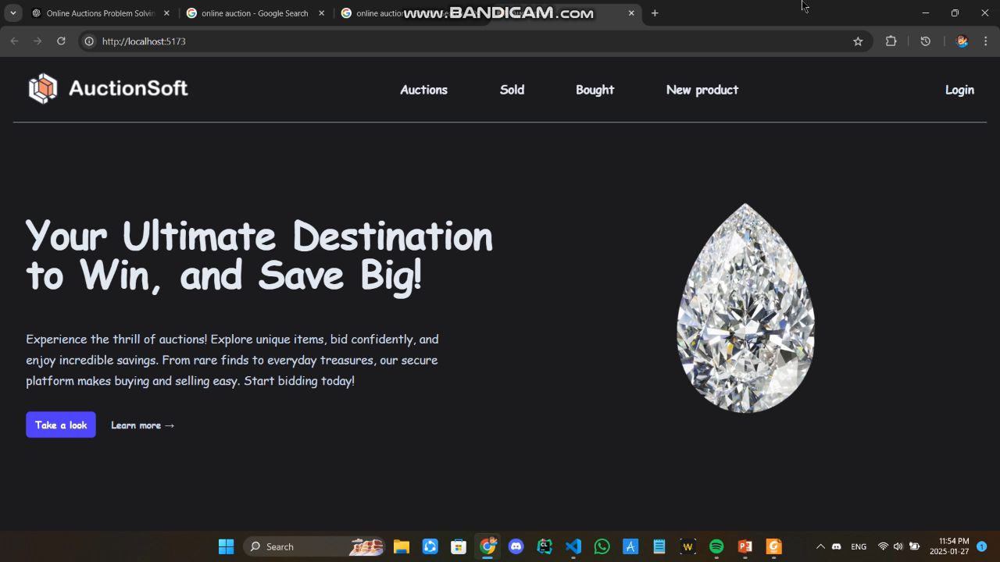 Online Auctions Problem Solvin
online auction - Google Search
online auction
www.BANDICAM.com
http://localhost:5173
AuctionSoft
Auctions
Sold
Bought
New product
Login
Your Ultimate Destination
to Win, and Save Big!
Experience the thrill of auctions! Explore unique items, bid confidently, and
enjoy incredible savings. From rare finds to everyday treasures, our secure
platform makes buying and selling easy. Start bidding today!
Take a look
Learn more →
Search
ENG
11:54 PM
2025-01-27
1